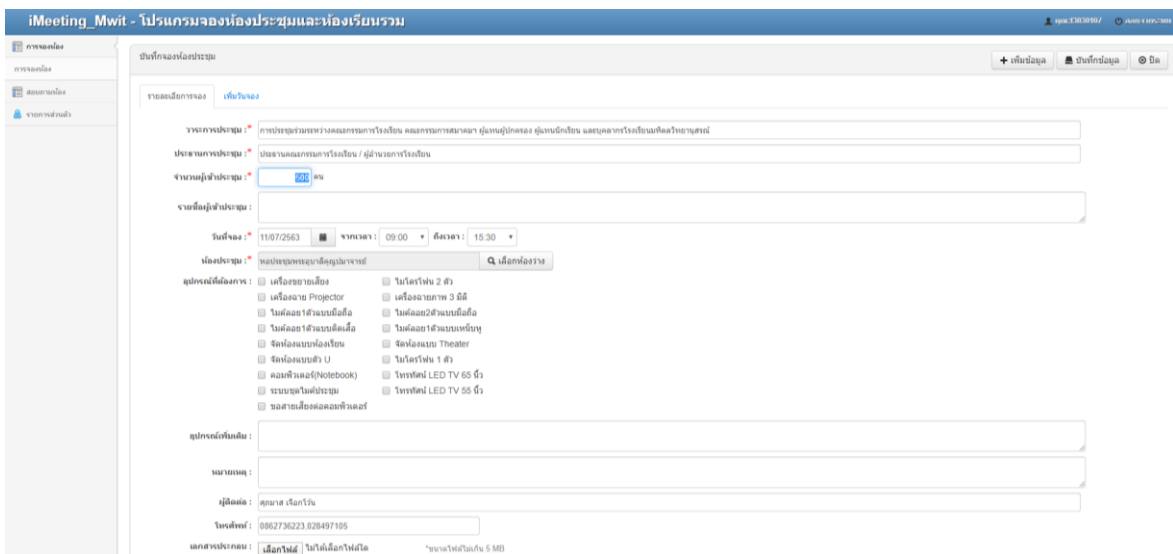 iMeeting_Mwit - โปรแกรมจองห้องประชุมและห้องเรียนรวม
การจองห้อง
การจองห้อง
สอบถามห้อง
รายการส่วนตัว
บันทึกจองห้องประชุม
เพิ่มข้อมูล บันทึกข้อมูล ปิด
รายละเอียดการจอง เพิ่มวันจอง
วาระการประชุม :* การประชุมร่วมระหว่างคณะกรรมการโรงเรียน คณะกรรมการสมาคมฯ ผู้แทนผู้ปกครอง ผู้แทนนักเรียน และบุคลากรโรงเรียนมหิดลวิทยานุสรณ์
ประธานการประชุม :* ประธานคณะกรรมการโรงเรียน / ผู้อำนวยการโรงเรียน
จำนวนผู้เข้าประชุม :* 500 คน
รายชื่อผู้เข้าประชุม :
วันที่จอง :* 11/07/2563 จากเวลา : 09:00 ถึงเวลา : 15:30
ห้องประชุม :* หอประชุมพระอุบาลีคุณูปมาจารย์ เลือกห้องว่าง
อุปกรณ์ที่ต้องการ : เครื่องขยายเสียง ไมโครโฟน 2 ตัว
เครื่องฉาย Projector เครื่องฉายภาพ 3 มิติ
ไมค์ลอย1ตัวแบบมือถือ ไมค์ลอย2ตัวแบบมือถือ
ไมค์ลอย1ตัวแบบติดเสื้อ ไมค์ลอย1ตัวแบบเหน็บหู
จัดห้องแบบห้องเรียน จัดห้องแบบ Theater
จัดห้องแบบตัว U ไมโครโฟน 1 ตัว
คอมพิวเตอร์(Notebook) โทรทัศน์ LED TV 65 นิ้ว
ระบบชุดไมค์ประชุม โทรทัศน์ LED TV 55 นิ้ว
ขอสายเสียงต่อคอมพิวเตอร์
อุปกรณ์เพิ่มเติม :
หมายเหตุ :
ผู้ติดต่อ : ศุภมาส เจือกโว้น
โทรศัพท์ : 0862736223,028497105
เอกสารประกอบ : เลือกไฟล์ ไม่ได้เลือกไฟล์ใด *ขนาดไฟล์ไม่เกิน 5 MB